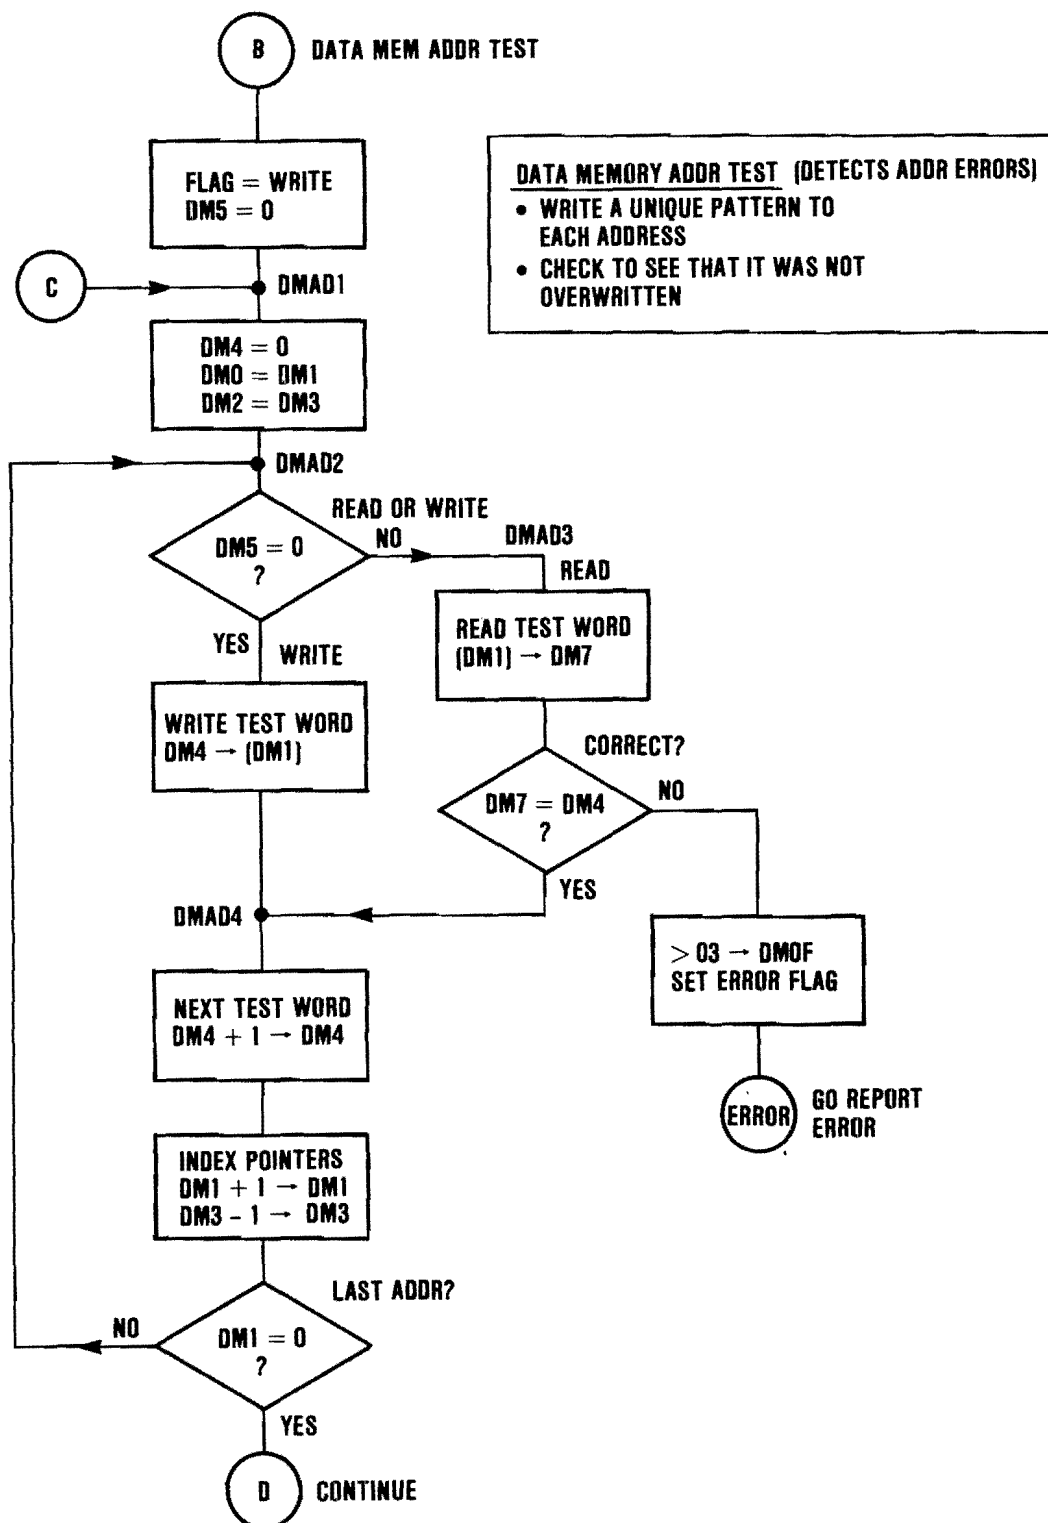 B
DATA MEM ADDR TEST
FLAG = WRITE
DM5 = 0
DATA MEMORY ADDR TEST (DETECTS ADDR ERRORS)
• WRITE A UNIQUE PATTERN TO
EACH ADDRESS
• CHECK TO SEE THAT IT WAS NOT
OVERWRITTEN
C
DMAD1
DM4 = 0
DM0 = DM1
DM2 = DM3
DMAD2
READ OR WRITE
DM5 = 0
?
NO
DMAD3
READ
YES
WRITE
READ TEST WORD
(DM1) → DM7
WRITE TEST WORD
DM4 → (DM1)
CORRECT?
DM7 = DM4
?
NO
YES
DMAD4
> 03 → DM0F
SET ERROR FLAG
NEXT TEST WORD
DM4 + 1 → DM4
ERROR
GO REPORT
ERROR
INDEX POINTERS
DM1 + 1 → DM1
DM3 - 1 → DM3
LAST ADDR?
DM1 = 0
?
NO
YES
D
CONTINUE